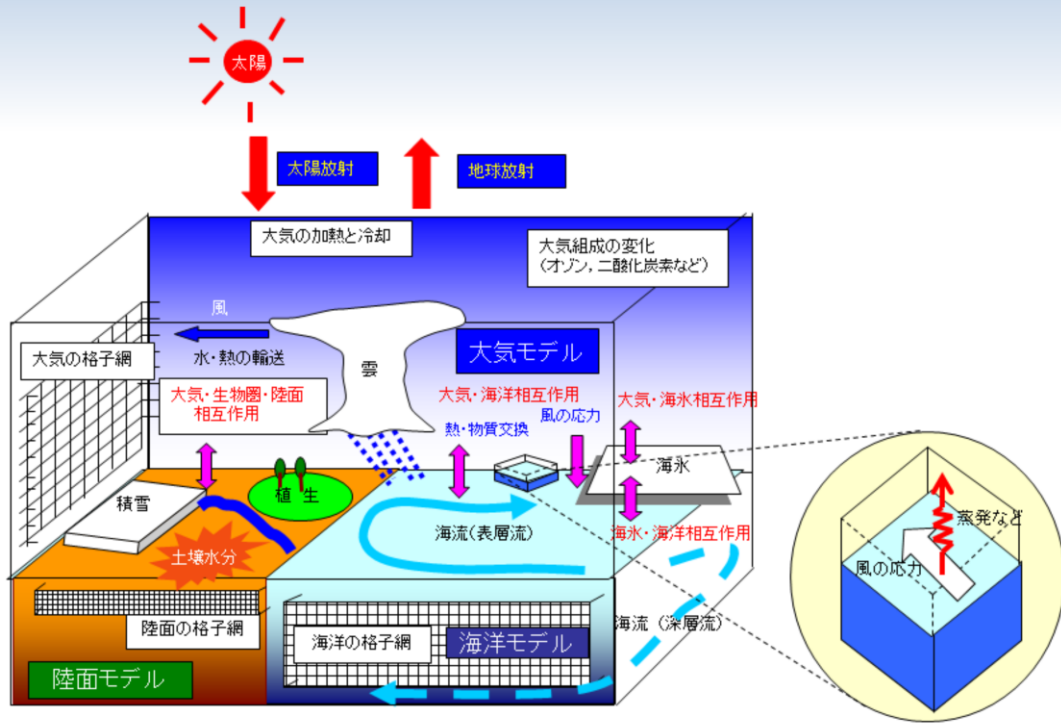 太陽
太陽放射
地球放射
大気の加熱と冷却
大気組成の変化
(オゾン,二酸化炭素など)
風
水・熱の輸送
大気の格子網
雲
大気モデル
大気・生物圏・陸面
相互作用
大気・海洋相互作用
風の応力
熱・物質交換
大気・海氷相互作用
海氷
積雪
植生
土壌水分
海流(表層流)
海氷・海洋相互作用
蒸発など
風の応力
陸面の格子網
海洋の格子網
海洋モデル
海流(深層流)
陸面モデル